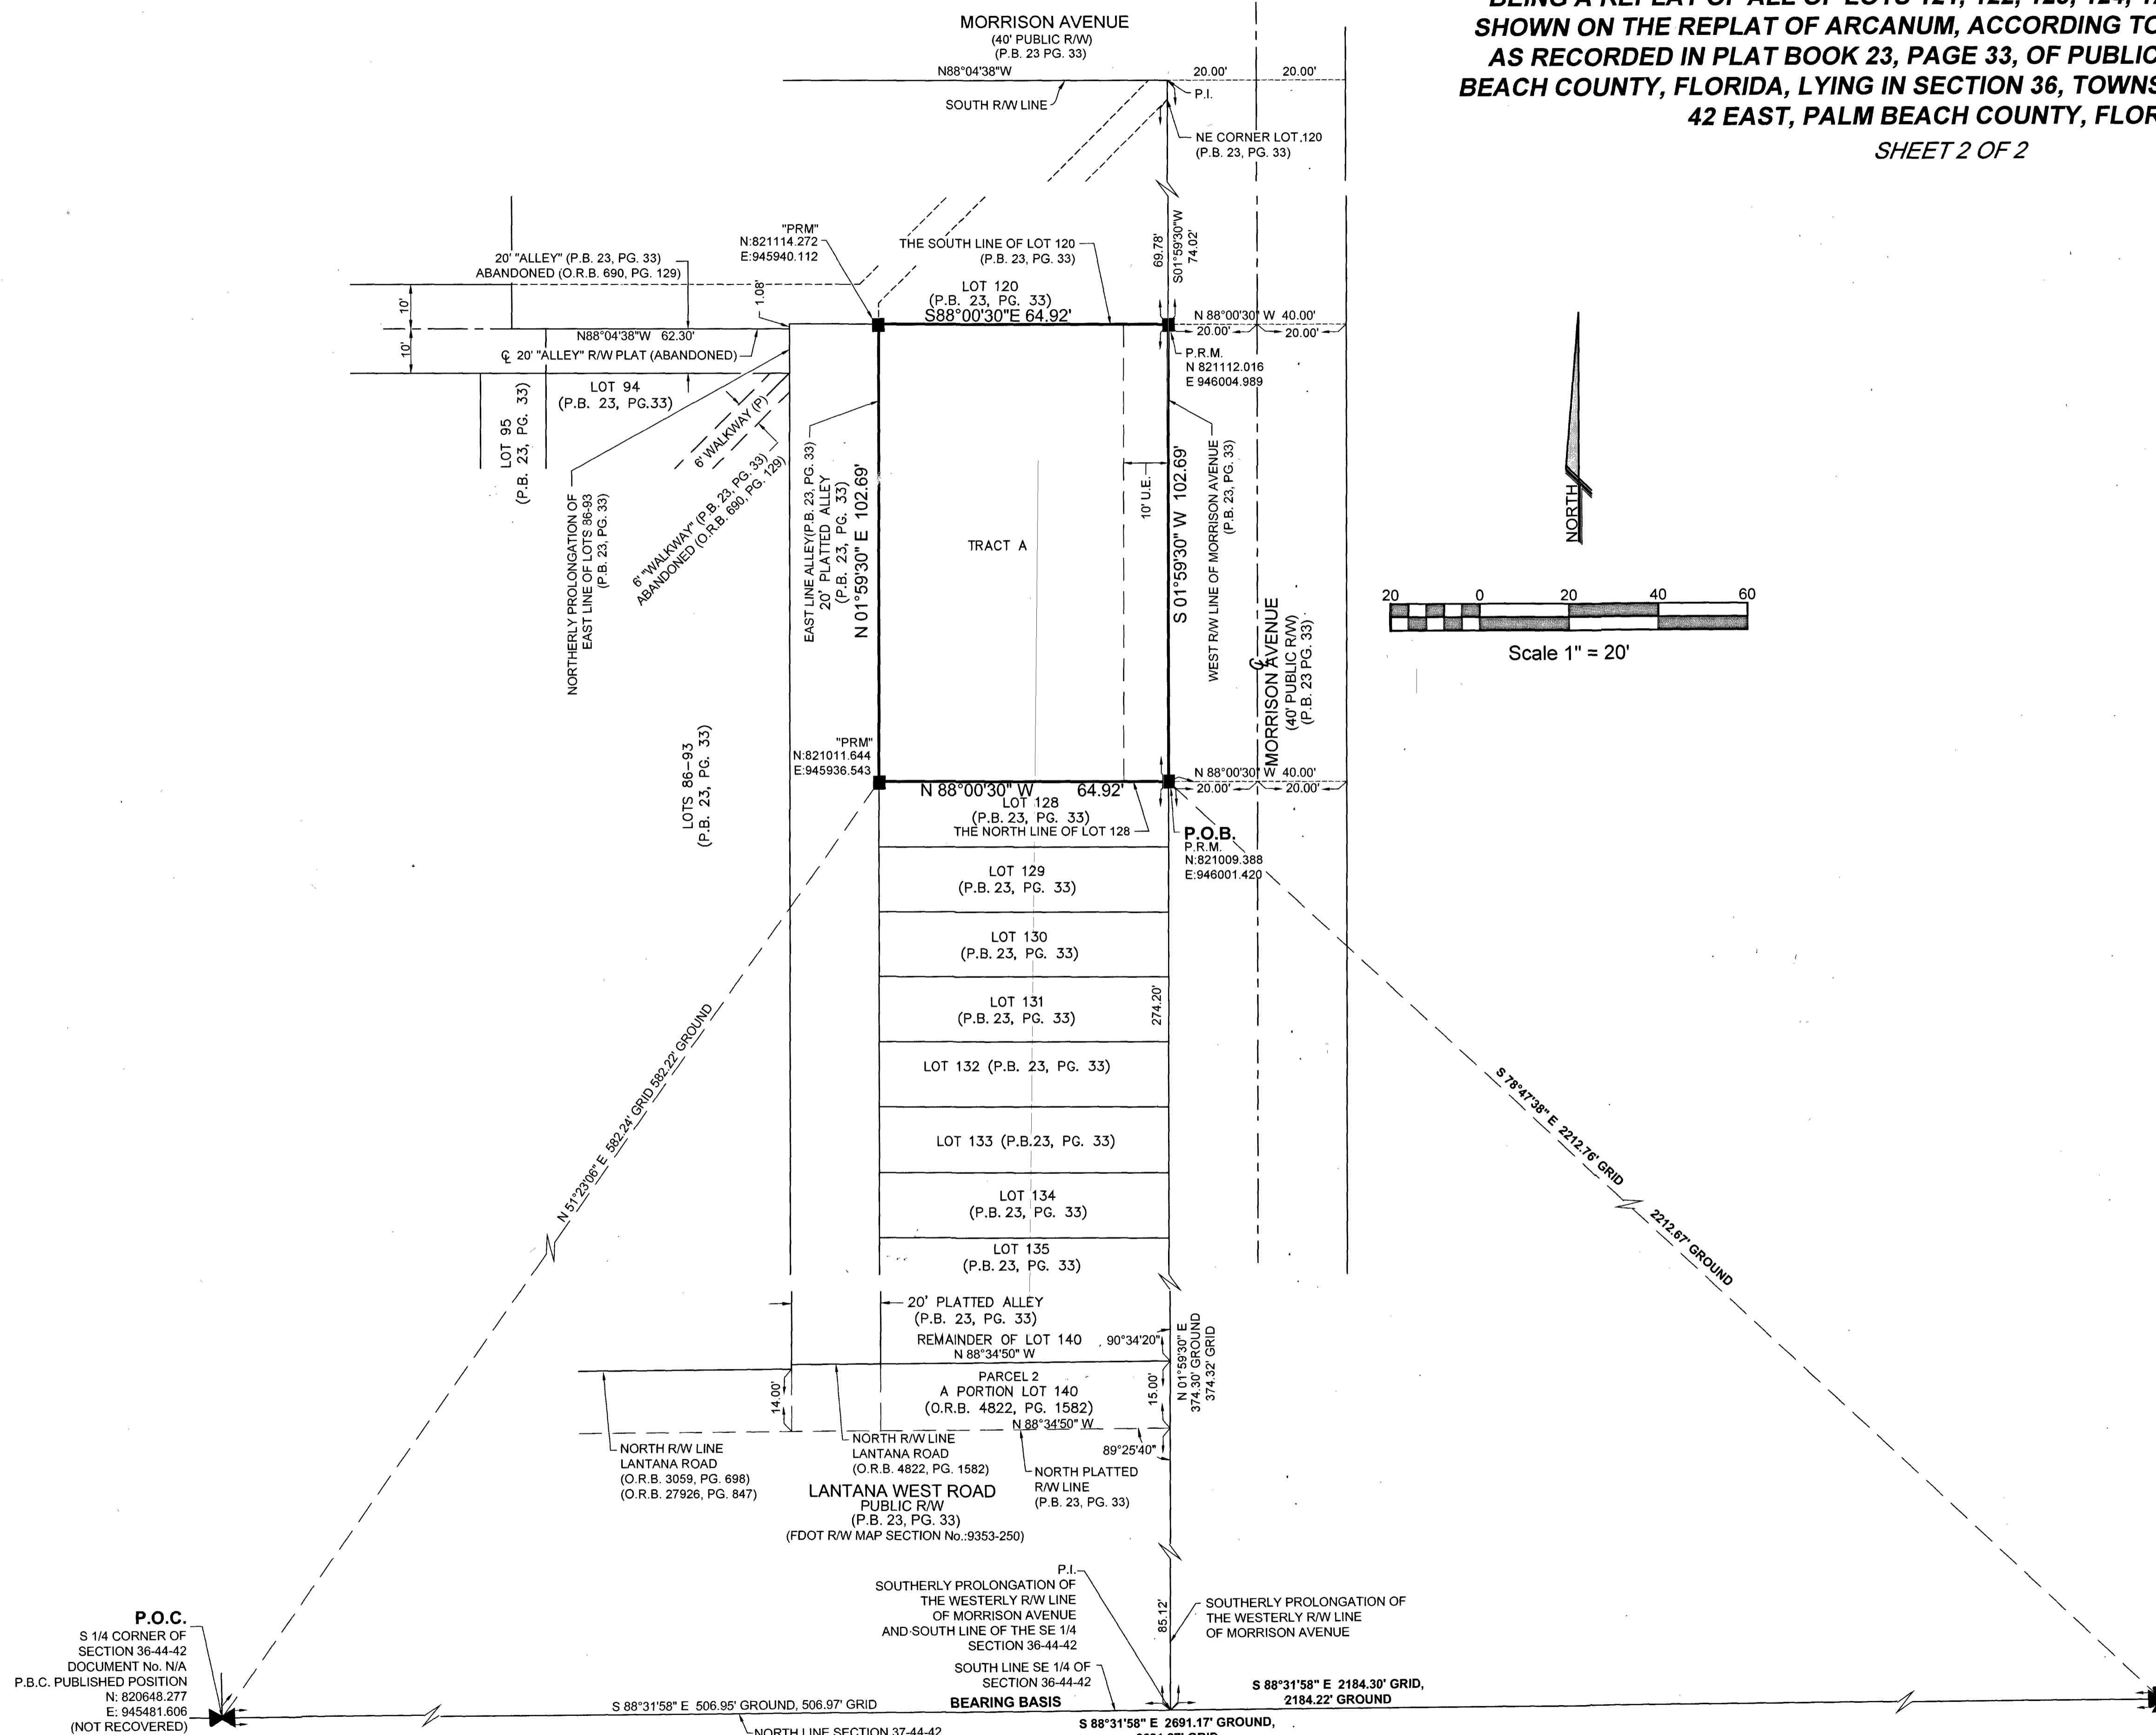 BEING A REPLAT OF ALL OF LOTS 121, 122, 123, 124,
SHOWN ON THE REPLAT OF ARCANUM, ACCORDING TO
AS RECORDED IN PLAT BOOK 23, PAGE 33, OF PUBLIC
BEACH COUNTY, FLORIDA, LYING IN SECTION 36,
42 EAST, PALM BEACH COUNTY,
SHEET 2 OF 2
MORRISON AVENUE
(40' PUBLIC R/W)
(P.B. 23 PG. 33)
N88°04'38"W
20.00'
20.00'
SOUTH R/W LINE
P.I.
NE CORNER LOT 120
(P.B. 23, PG. 33)
69.78'
S01°59'30"W
74.02'
"PRM"
N:821114.272
E:945940.112
THE SOUTH LINE OF LOT 120
(P.B. 23, PG. 33)
20' "ALLEY" (P.B. 23, PG. 33)
ABANDONED (O.R.B. 690, PG. 129)
1.08'
10'
10'
LOT 120
(P.B. 23, PG. 33)
S88°00'30"E 64.92'
N 88°00'30" W 40.00'
20.00'
20.00'
N88°04'38"W 62.30'
℄ 20' "ALLEY" R/W PLAT (ABANDONED)
P.R.M.
N 821112.016
E 946004.989
LOT 94
(P.B. 23, PG.33)
LOT 95
(P.B. 23, PG. 33)
6' WALKWAY (P)
6' "WALKWAY" (P.B. 23, PG. 33)
ABANDONED (O.R.B. 690, PG. 129)
NORTHERLY PROLONGATION OF
EAST LINE OF LOTS 86-93
(P.B. 23, PG. 33)
EAST LINE ALLEY(P.B. 23, PG. 33)
20' PLATTED ALLEY
(P.B. 23, PG. 33)
N 01°59'30" E 102.69'
TRACT A
10' U.E.
S 01°59'30" W 102.69'
WEST R/W LINE OF MORRISON AVENUE
(P.B. 23, PG. 33)
℄
MORRISON AVENUE
(40' PUBLIC R/W)
(P.B. 23 PG. 33)
NORTH
20 0 20 40 60
Scale 1" = 20'
LOTS 86-93
(P.B. 23, PG. 33)
"PRM"
N:821011.644
E:945936.543
N 88°00'30" W 64.92'
N 88°00'30" W 40.00'
20.00'
20.00'
LOT 128
(P.B. 23, PG. 33)
THE NORTH LINE OF LOT 128
P.O.B.
P.R.M.
N:821009.388
E:946001.420
LOT 129
(P.B. 23, PG. 33)
LOT 130
(P.B. 23, PG. 33)
LOT 131
(P.B. 23, PG. 33)
274.20'
LOT 132 (P.B. 23, PG. 33)
LOT 133 (P.B.23, PG. 33)
LOT 134
(P.B. 23, PG. 33)
LOT 135
(P.B. 23, PG. 33)
N 51°23'06" E 582.24' GRID 582.22' GROUND
S 78°47'38" E 2212.76' GRID
2212.67' GROUND
20' PLATTED ALLEY
(P.B. 23, PG. 33)
REMAINDER OF LOT 140
90°34'20"
N 88°34'50" W
N 01°59'30" E
374.30' GROUND
374.32' GRID
14.00'
PARCEL 2
A PORTION LOT 140
(O.R.B. 4822, PG. 1582)
15.00'
N 88°34'50" W
89°25'40"
NORTH R/W LINE
LANTANA ROAD
(O.R.B. 3059, PG. 698)
(O.R.B. 27926, PG. 847)
NORTH R/W LINE
LANTANA ROAD
(O.R.B. 4822, PG. 1582)
NORTH PLATTED
R/W LINE
(P.B. 23, PG. 33)
LANTANA WEST ROAD
PUBLIC R/W
(P.B. 23, PG. 33)
(FDOT R/W MAP SECTION No.:9353-250)
P.I.
SOUTHERLY PROLONGATION OF
THE WESTERLY R/W LINE
OF MORRISON AVENUE
AND SOUTH LINE OF THE SE 1/4
SECTION 36-44-42
85.12'
SOUTHERLY PROLONGATION OF
THE WESTERLY R/W LINE
OF MORRISON AVENUE
SOUTH LINE SE 1/4 OF
SECTION 36-44-42
P.O.C.
S 1/4 CORNER OF
SECTION 36-44-42
DOCUMENT No. N/A
P.B.C. PUBLISHED POSITION
N: 820648.277
E: 945481.606
(NOT RECOVERED)
S 88°31'58" E 506.95' GROUND, 506.97' GRID
BEARING BASIS
S 88°31'58" E 2184.30' GRID,
2184.22' GROUND
NORTH LINE SECTION 37-44-42
S 88°31'58" E 2691.17' GROUND,